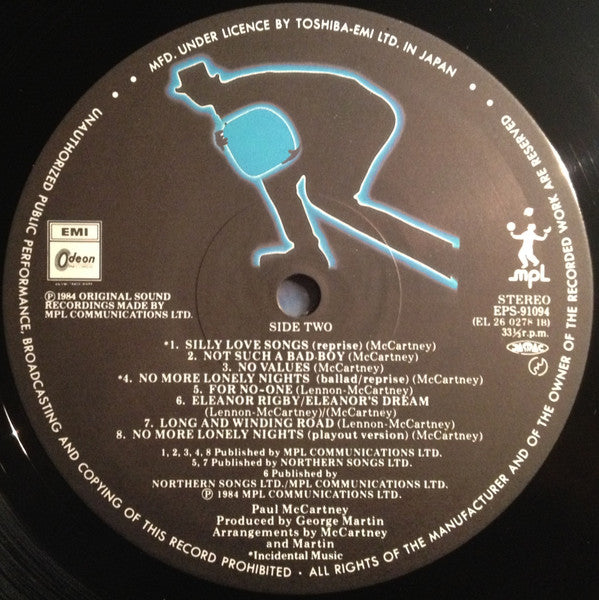 MFD. UNDER LICENCE BY TOSHIBA-EMI LTD. IN JAPAN
UNAUTHORIZED PUBLIC PERFORMANCE, BROADCASTING AND COPYING OF THIS RECORD PROHIBITED · ALL RIGHTS OF THE MANUFACTURER AND OF THE OWNER OF THE RECORDED WORK ARE RESERVED
EMI
Odeon
mpl
Ⓟ 1984 ORIGINAL SOUND
RECORDINGS MADE BY
MPL COMMUNICATIONS LTD.
STEREO
EPS-91094
(EL 26 0278 1B)
33⅓ r.p.m.
SIDE TWO
*1. SILLY LOVE SONGS (reprise) (McCartney)
2. NOT SUCH A BAD BOY (McCartney)
3. NO VALUES (McCartney)
*4. NO MORE LONELY NIGHTS (ballad/reprise) (McCartney)
5. FOR NO-ONE (Lennon-McCartney)
6. ELEANOR RIGBY/ELEANOR'S DREAM
(Lennon-McCartney)/(McCartney)
7. LONG AND WINDING ROAD (Lennon-McCartney)
8. NO MORE LONELY NIGHTS (playout version) (McCartney)
1, 2, 3, 4, 8 Published by MPL COMMUNICATIONS LTD.
5, 7 Published by NORTHERN SONGS LTD.
6 Published by
NORTHERN SONGS LTD./MPL COMMUNICATIONS LTD.
Ⓟ 1984 MPL COMMUNICATIONS LTD.
Paul McCartney
Produced by George Martin
Arrangements by McCartney
and Martin
*Incidental Music